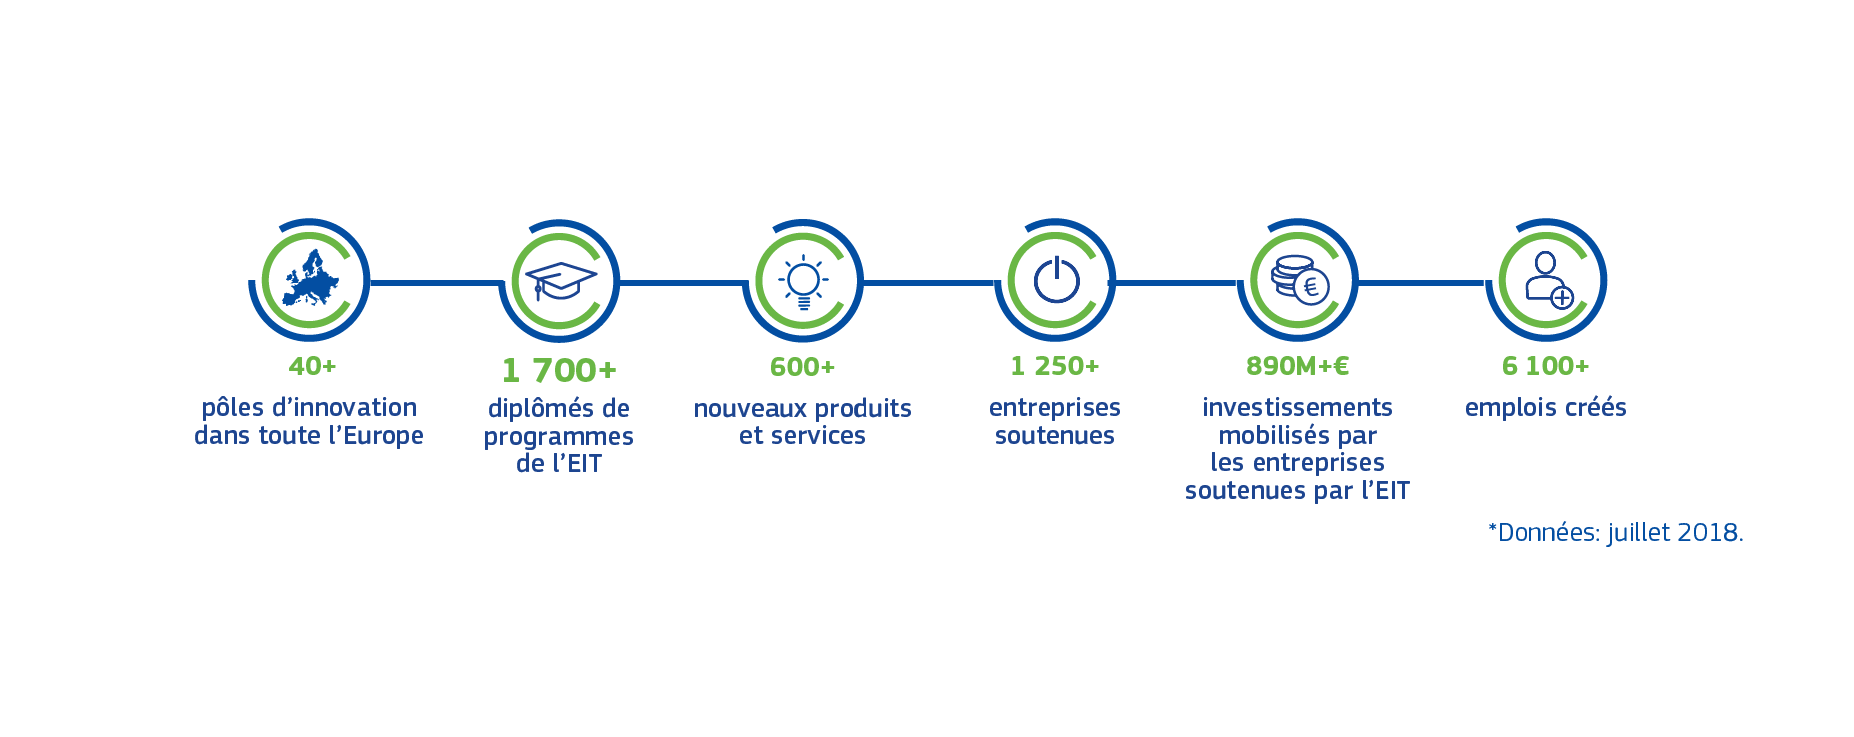 40+
pôles d’innovation
dans toute l’Europe
1 700+
diplômés de
programmes
de l’EIT
600+
nouveaux produits
et services
1 250+
entreprises
soutenues
890M+€
investissements
mobilisés par
les entreprises
soutenues par l’EIT
6 100+
emplois créés
*Données: juillet 2018.